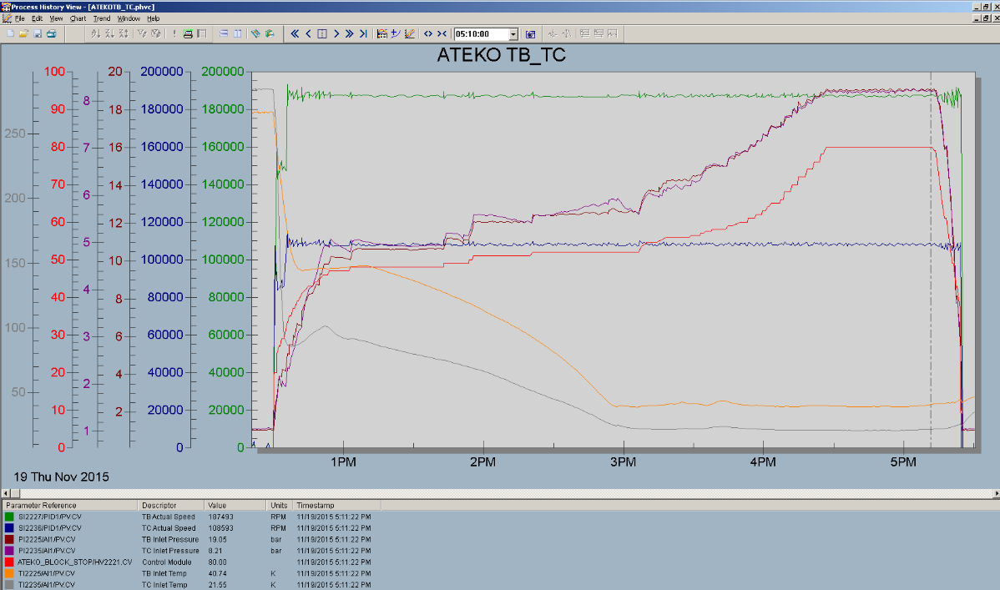 Process History View - [ATEKOTB_TC.phvc]
File Edit View Chart Trend Window Help
05:10:00
ATEKO TB_TC
100 20 200000 200000
8
90 18 180000 180000
250
80 7 16 160000 160000
70 14 140000 140000
200 6
60 12 120000 120000
5
150 50 10 100000 100000
4
40 8 80000 80000
100 30 3 6 60000 60000
20 4 40000 40000
50 2
10 2 20000 20000
1
0 0 0
1PM 2PM 3PM 4PM 5PM
19 Thu Nov 2015
Parameter Reference Descriptor Value Units Timestamp
SI2227/PID1/PV.CV TB Actual Speed 187493 RPM 11/19/2015 5:11:22 PM
SI2236/PID1/PV.CV TC Actual Speed 108593 RPM 11/19/2015 5:11:22 PM
PI2225/AI1/PV.CV TB Inlet Pressure 19.05 bar 11/19/2015 5:11:22 PM
PI2235/AI1/PV.CV TC Inlet Pressure 8.21 bar 11/19/2015 5:11:22 PM
ATEKO_BLOCK_STOP/HV2221.CV Control Module 80.00 11/19/2015 5:11:22 PM
TI2225/AI1/PV.CV TB Inlet Temp 40.74 K 11/19/2015 5:11:22 PM
TI2235/AI1/PV.CV TC Inlet Temp 21.55 K 11/19/2015 5:11:22 PM